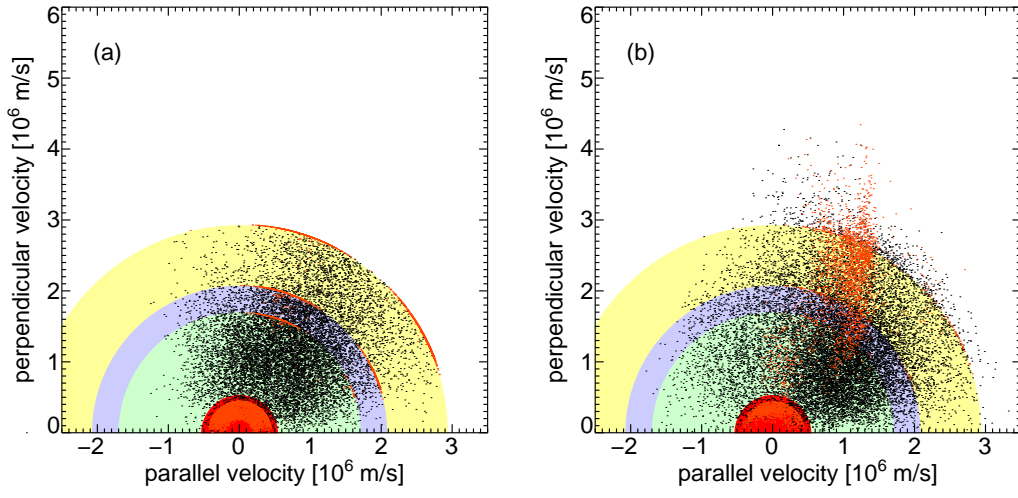 6
5
4
3
2
1
0
(a)
perpendicular velocity [10⁶ m/s]
−2 −1 0 1 2 3
parallel velocity [10⁶ m/s]
6
5
4
3
2
1
0
(b)
perpendicular velocity [10⁶ m/s]
−2 −1 0 1 2 3
parallel velocity [10⁶ m/s]